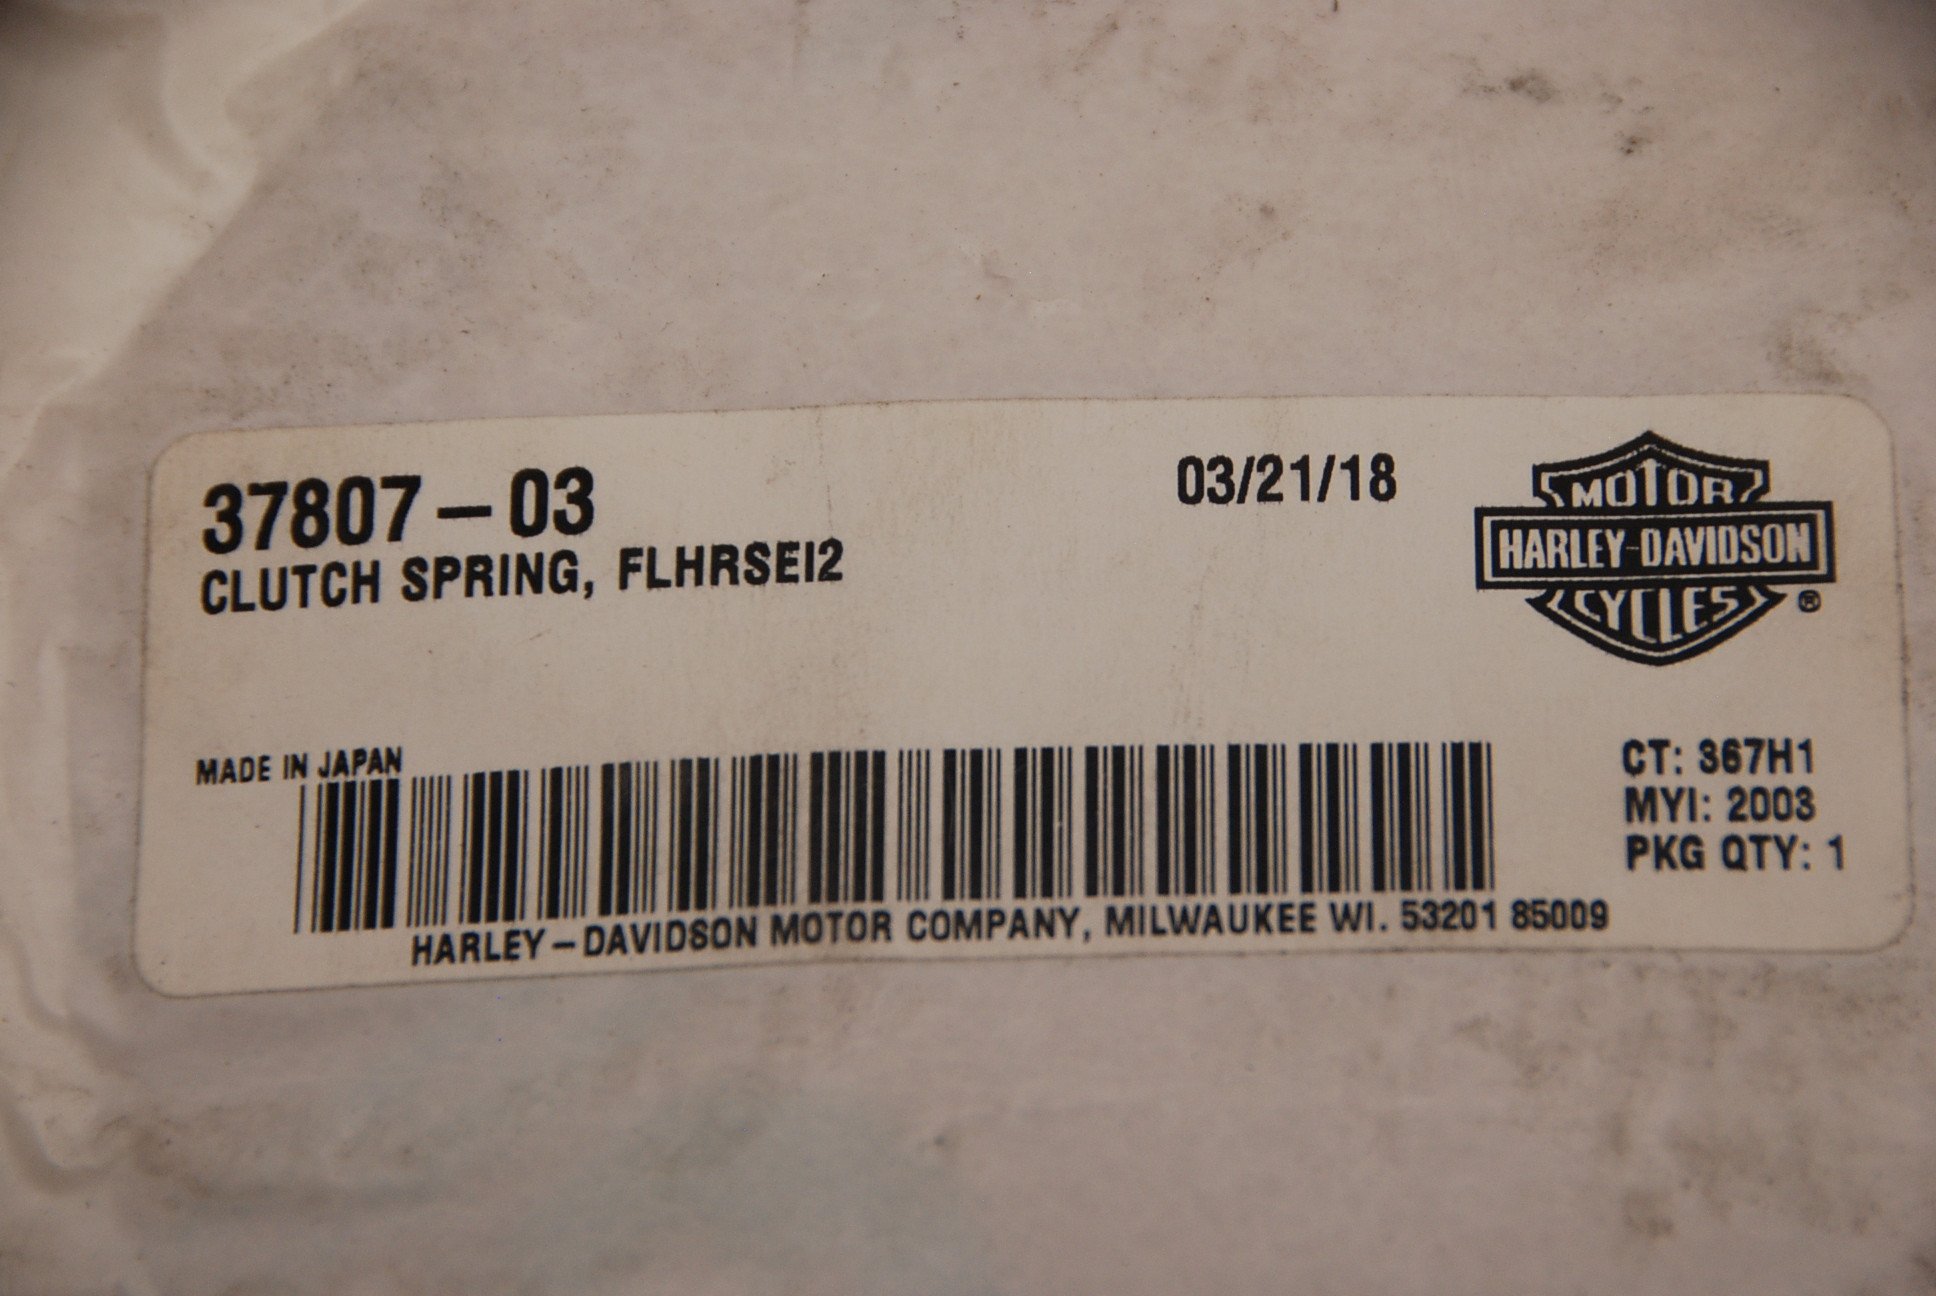 37807-03
03/21/18
CLUTCH SPRING, FLHRSEI2
MOTOR
HARLEY-DAVIDSON
CYCLES
®
MADE IN JAPAN
CT: 367H1
MYI: 2003
PKG QTY: 1
HARLEY-DAVIDSON MOTOR COMPANY, MILWAUKEE WI. 53201 85009